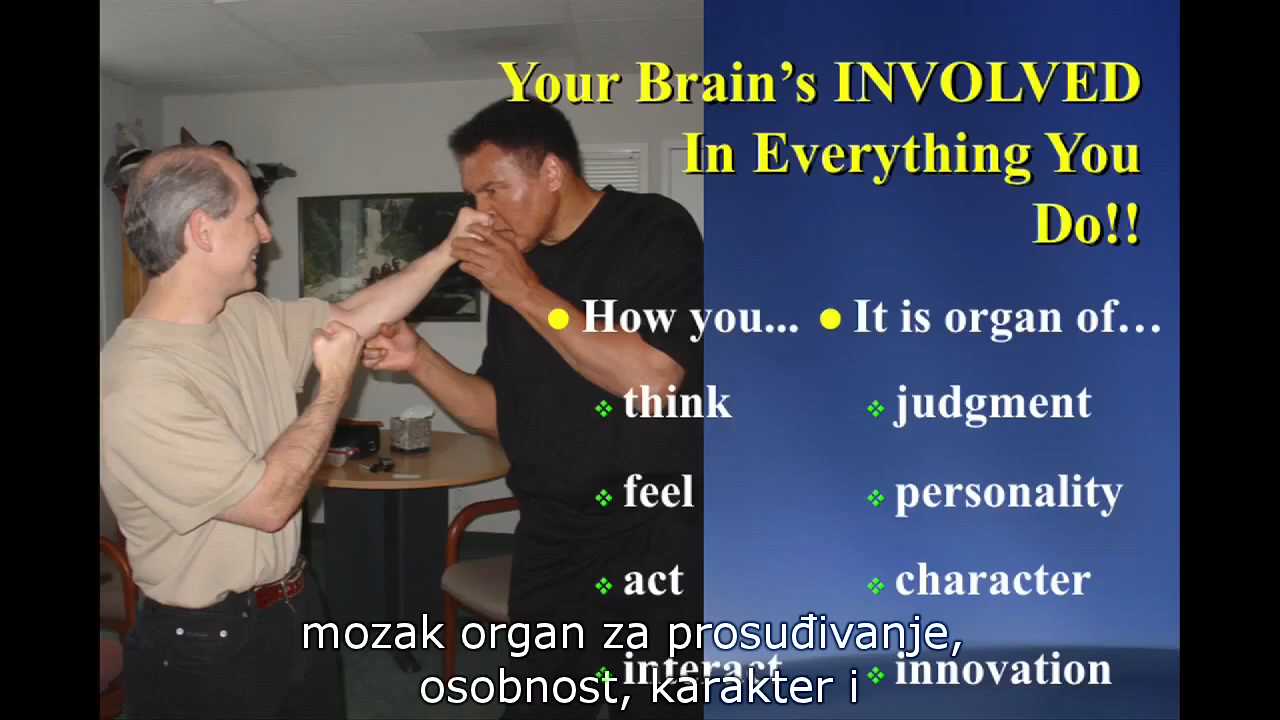 Your Brain’s INVOLVED
In Everything You
Do!!
How you...
think
feel
act
interact
It is organ of…
judgment
personality
character
innovation
mozak organ za prosuđivanje,
osobnost, karakter i